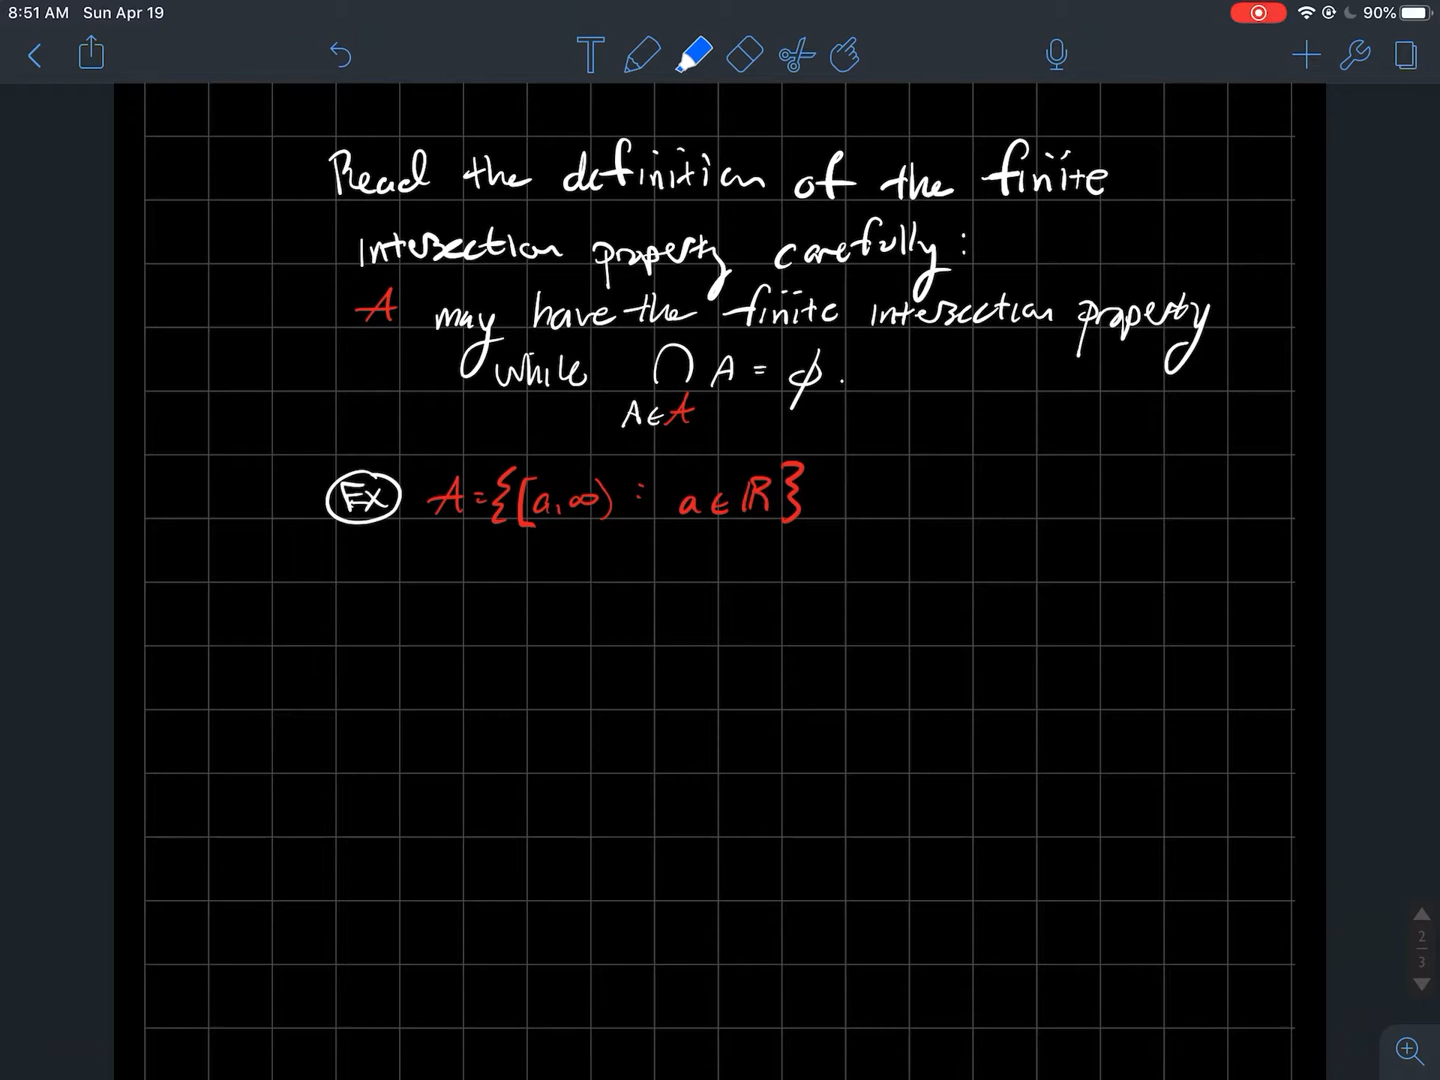 8:51 AM Sun Apr 19
90%
T
Read the definition of the finite
intersection property carefully:
A may have the finite intersection property
while ⋂ A = ϕ.
A∈A
Ex A={[a,∞) : a∈ℝ}
2
3